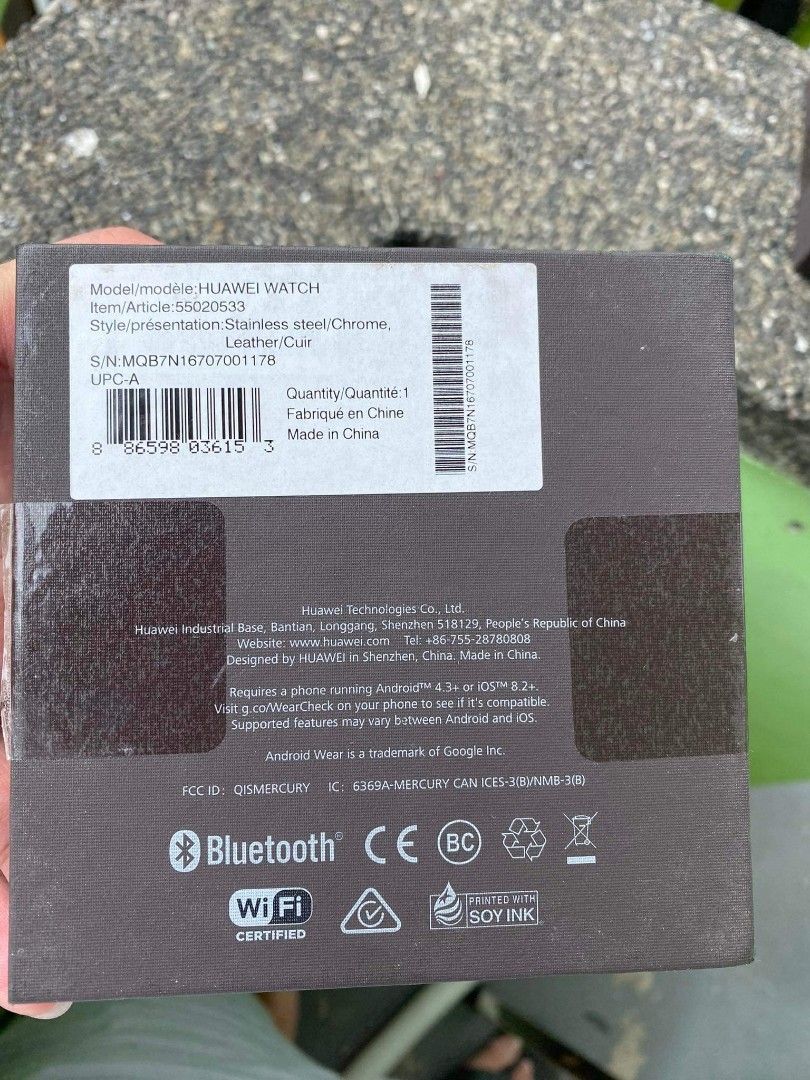 Model/modèle:HUAWEI WATCH
Item/Article:55020533
Style/présentation:Stainless steel/Chrome,
Leather/Cuir
S/N:MQB7N16707001178
UPC-A
8 86598 03615 3
Quantity/Quantité:1
Fabriqué en Chine
Made in China
S/N:MQB7N16707001178
Huawei Technologies Co., Ltd.
Huawei Industrial Base, Bantian, Longgang, Shenzhen 518129, People's Republic of China
Website: www.huawei.com Tel: +86-755-28780808
Designed by HUAWEI in Shenzhen, China. Made in China.
Requires a phone running Android™ 4.3+ or iOS™ 8.2+.
Visit g.co/WearCheck on your phone to see if it's compatible.
Supported features may vary between Android and iOS.
Android Wear is a trademark of Google Inc.
FCC ID: QISMERCURY IC: 6369A-MERCURY CAN ICES-3(B)/NMB-3(B)
Bluetooth® CE BC
Wi Fi
CERTIFIED
PRINTED WITH
SOY INK